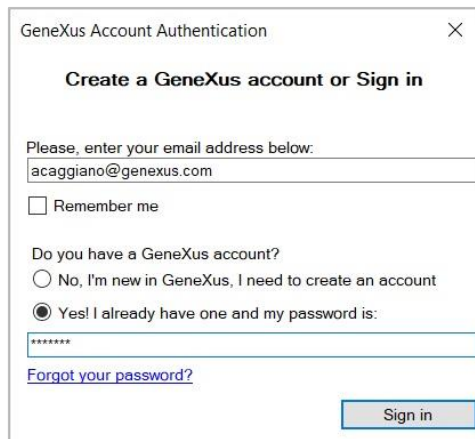 GeneXus Account Authentication
Create a GeneXus account or Sign in
Please, enter your email address below:
acaggiano@genexus.com
Remember me
Do you have a GeneXus account?
No, I'm new in GeneXus, I need to create an account
Yes! I already have one and my password is:
*******
Forgot your password?
Sign in